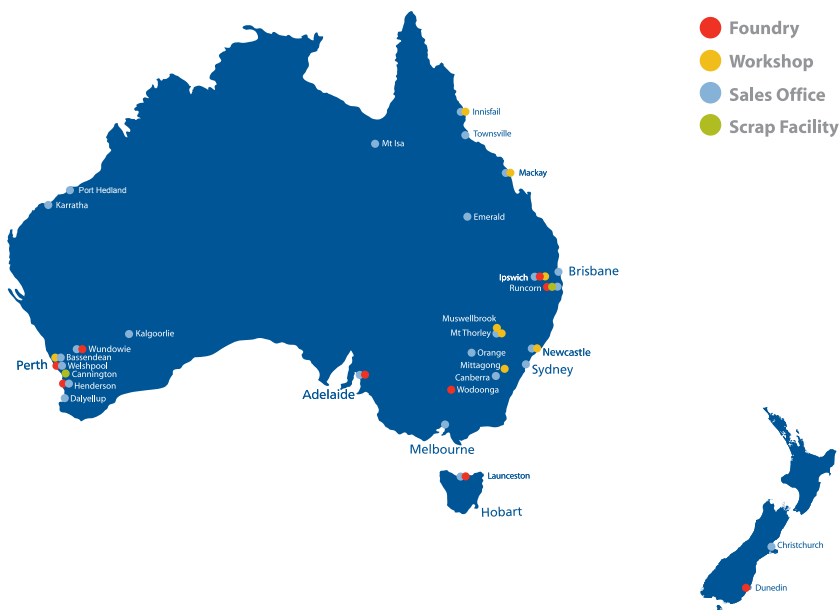 Foundry
Workshop
Sales Office
Scrap Facility
Innisfail
Townsville
Mt Isa
Mackay
Port Hedland
Karratha
Emerald
Brisbane
Ipswich
Runcorn
Muswellbrook
Mt Thorley
Kalgoorlie
Wundowie
Bassendean
Perth
Welshpool
Cannington
Henderson
Dalyellup
Orange
Newcastle
Mittagong
Sydney
Canberra
Wodoonga
Adelaide
Melbourne
Launceston
Hobart
Christchurch
Dunedin